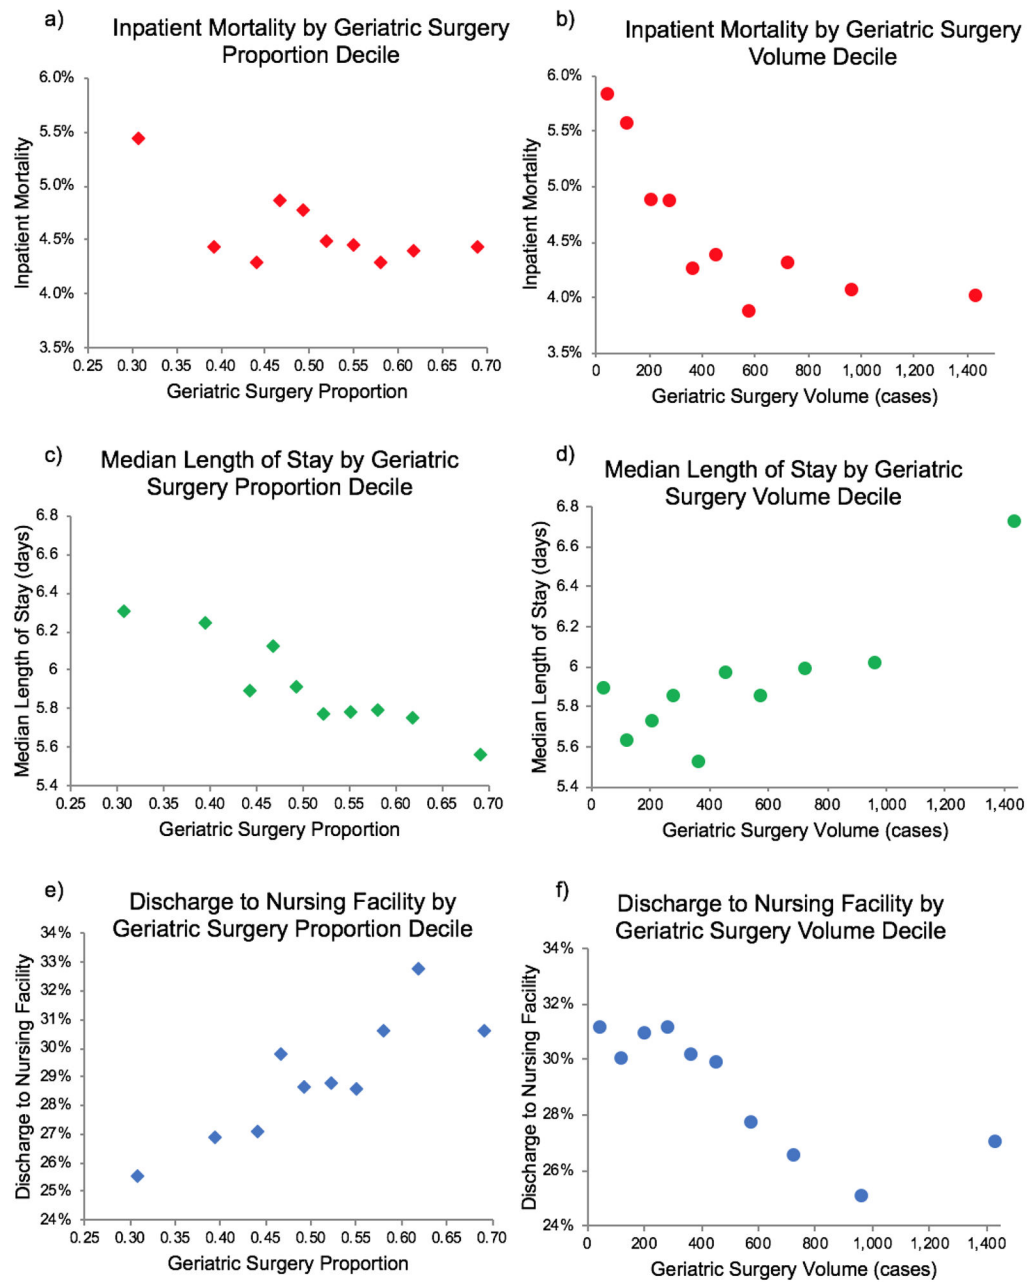 a)
Inpatient Mortality by Geriatric Surgery
Proportion Decile
6.0%
5.5%
5.0%
4.5%
4.0%
3.5%
Inpatient Mortality
0.25 0.30 0.35 0.40 0.45 0.50 0.55 0.60 0.65 0.70
Geriatric Surgery Proportion
b)
Inpatient Mortality by Geriatric Surgery
Volume Decile
6.0%
5.5%
5.0%
4.5%
4.0%
3.5%
Inpatient Mortality
0 200 400 600 800 1,000 1,200 1,400
Geriatric Surgery Volume (cases)
c)
Median Length of Stay by Geriatric
Surgery Proportion Decile
6.8
6.6
6.4
6.2
6
5.8
5.6
5.4
Median Length of Stay (days)
0.25 0.30 0.35 0.40 0.45 0.50 0.55 0.60 0.65 0.70
Geriatric Surgery Proportion
d)
Median Length of Stay by Geriatric
Surgery Volume Decile
6.8
6.6
6.4
6.2
6
5.8
5.6
5.4
Median Length of Stay (days)
0 200 400 600 800 1,000 1,200 1,400
Geriatric Surgery Volume (cases)
e)
Discharge to Nursing Facility by
Geriatric Surgery Proportion Decile
34%
33%
32%
31%
30%
29%
28%
27%
26%
25%
24%
Discharge to Nursing Facility
0.25 0.30 0.35 0.40 0.45 0.50 0.55 0.60 0.65 0.70
Geriatric Surgery Proportion
f)
Discharge to Nursing Facility by
Geriatric Surgery Volume Decile
34%
32%
30%
28%
26%
24%
Discharge to Nursing Facility
0 200 400 600 800 1,000 1,200 1,400
Geriatric Surgery Volume (cases)